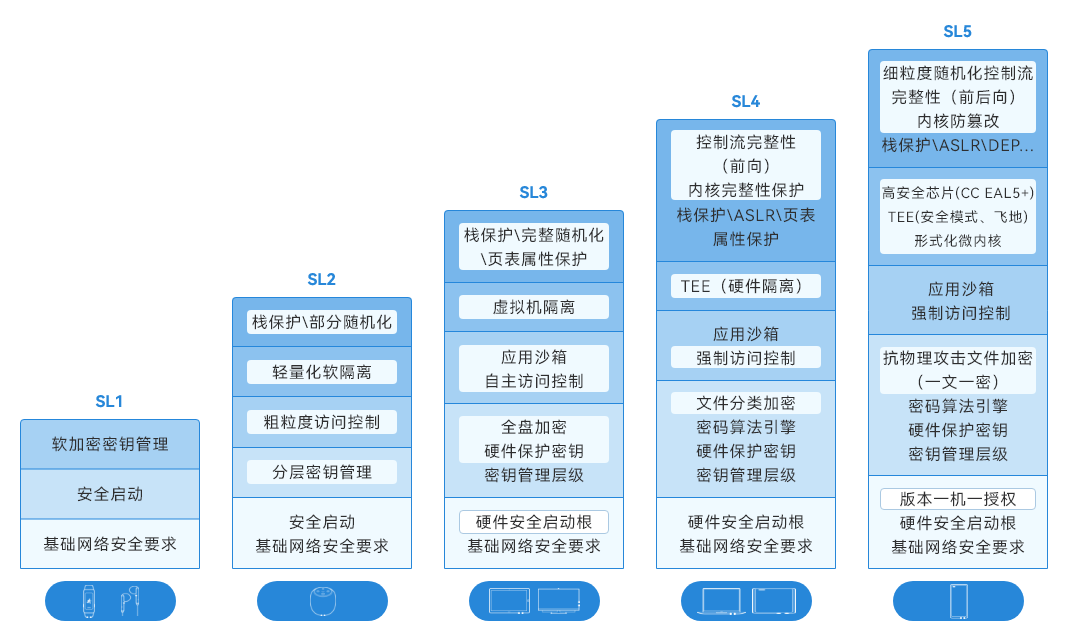 SL1
软加密密钥管理
安全启动
基础网络安全要求
SL2
栈保护\部分随机化
轻量化软隔离
粗粒度访问控制
分层密钥管理
安全启动
基础网络安全要求
SL3
栈保护\完整随机化
\页表属性保护
虚拟机隔离
应用沙箱
自主访问控制
全盘加密
硬件保护密钥
密钥管理层级
硬件安全启动根
基础网络安全要求
SL4
控制流完整性
（前向）
内核完整性保护
栈保护\ASLR\页表
属性保护
TEE（硬件隔离）
应用沙箱
强制访问控制
文件分类加密
密码算法引擎
硬件保护密钥
密钥管理层级
硬件安全启动根
基础网络安全要求
SL5
细粒度随机化控制流
完整性（前后向）
内核防篡改
栈保护\ASLR\DEP...
高安全芯片(CC EAL5+)
TEE(安全模式、飞地)
形式化微内核
应用沙箱
强制访问控制
抗物理攻击文件加密
（一文一密）
密码算法引擎
硬件保护密钥
密钥管理层级
版本一机一授权
硬件安全启动根
基础网络安全要求